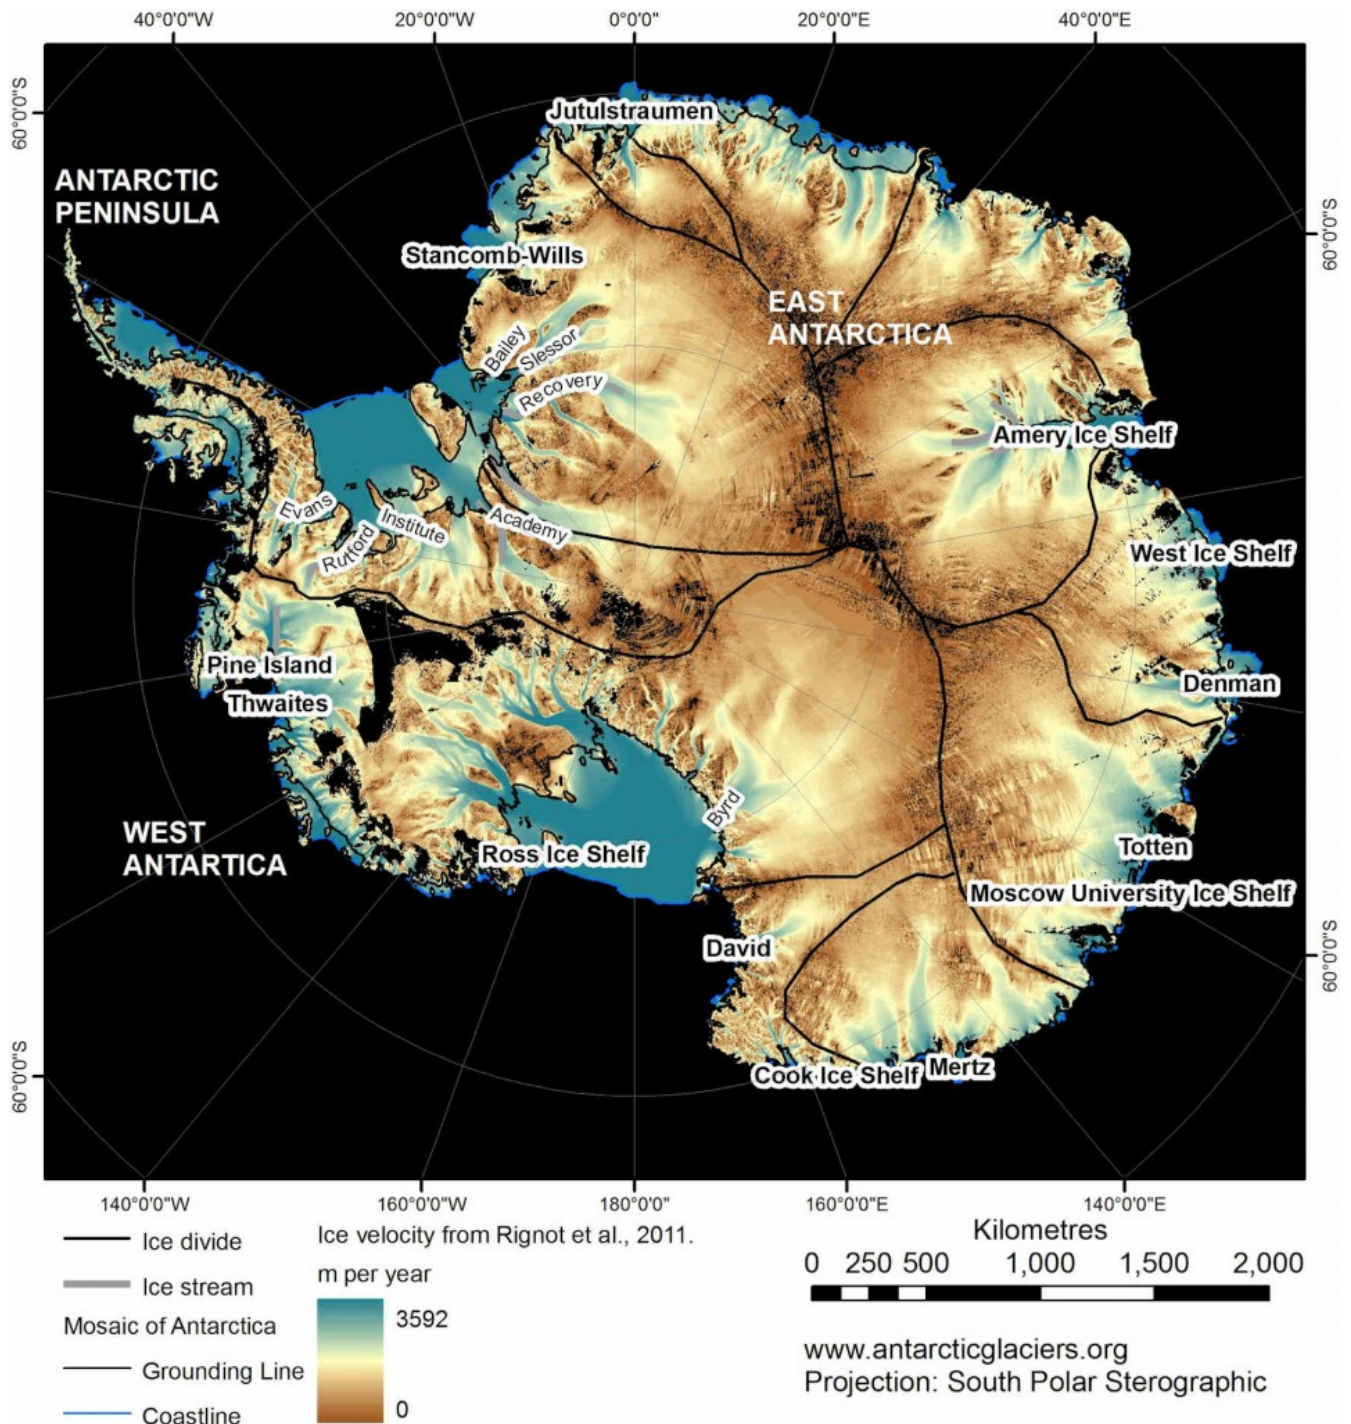 40°0'0"W 20°0'0"W 0°0'0" 20°0'0"E 40°0'0"E
60°0'0"S
60°0'0"S
60°0'0"S
60°0'0"S
Jutulstraumen
ANTARCTIC
PENINSULA
Stancomb-Wills
EAST
ANTARCTICA
Bailey
Slessor
Recovery
Amery Ice Shelf
Evans
Rutford
Institute
Academy
West Ice Shelf
Pine Island
Thwaites
Denman
Byrd
WEST
ANTARTICA
Ross Ice Shelf
Totten
Moscow University Ice Shelf
David
Cook Ice Shelf
Mertz
140°0'0"W 160°0'0"W 180°0'0" 160°0'0"E 140°0'0"E
Ice divide
Ice stream
Mosaic of Antarctica
Grounding Line
Coastline
Ice velocity from Rignot et al., 2011.
m per year
3592
0
Kilometres
0 250 500 1,000 1,500 2,000
www.antarcticglaciers.org
Projection: South Polar Sterographic